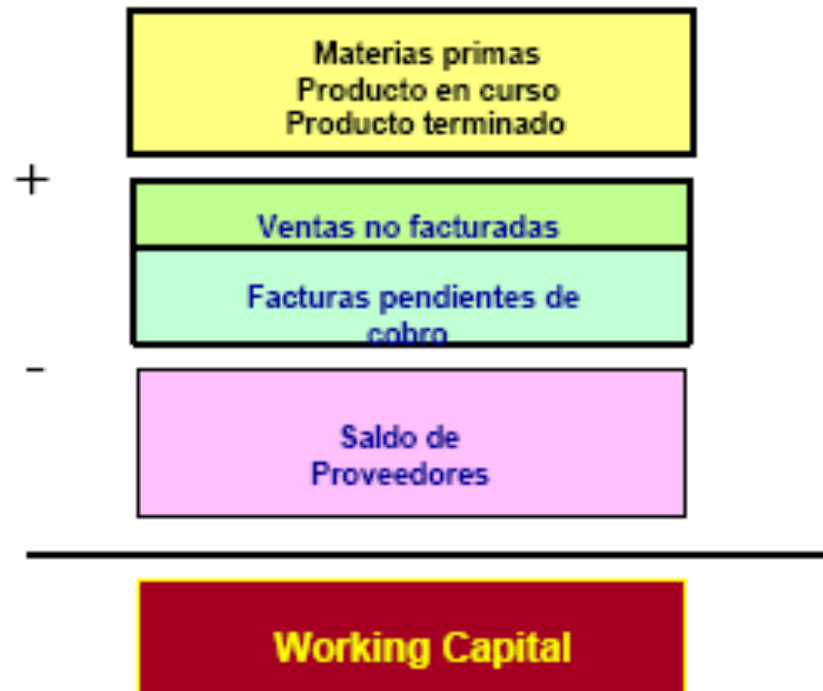 Materias primas
Producto en curso
Producto terminado
+
Ventas no facturadas
Facturas pendientes de
cobro
-
Saldo de
Proveedores
Working Capital